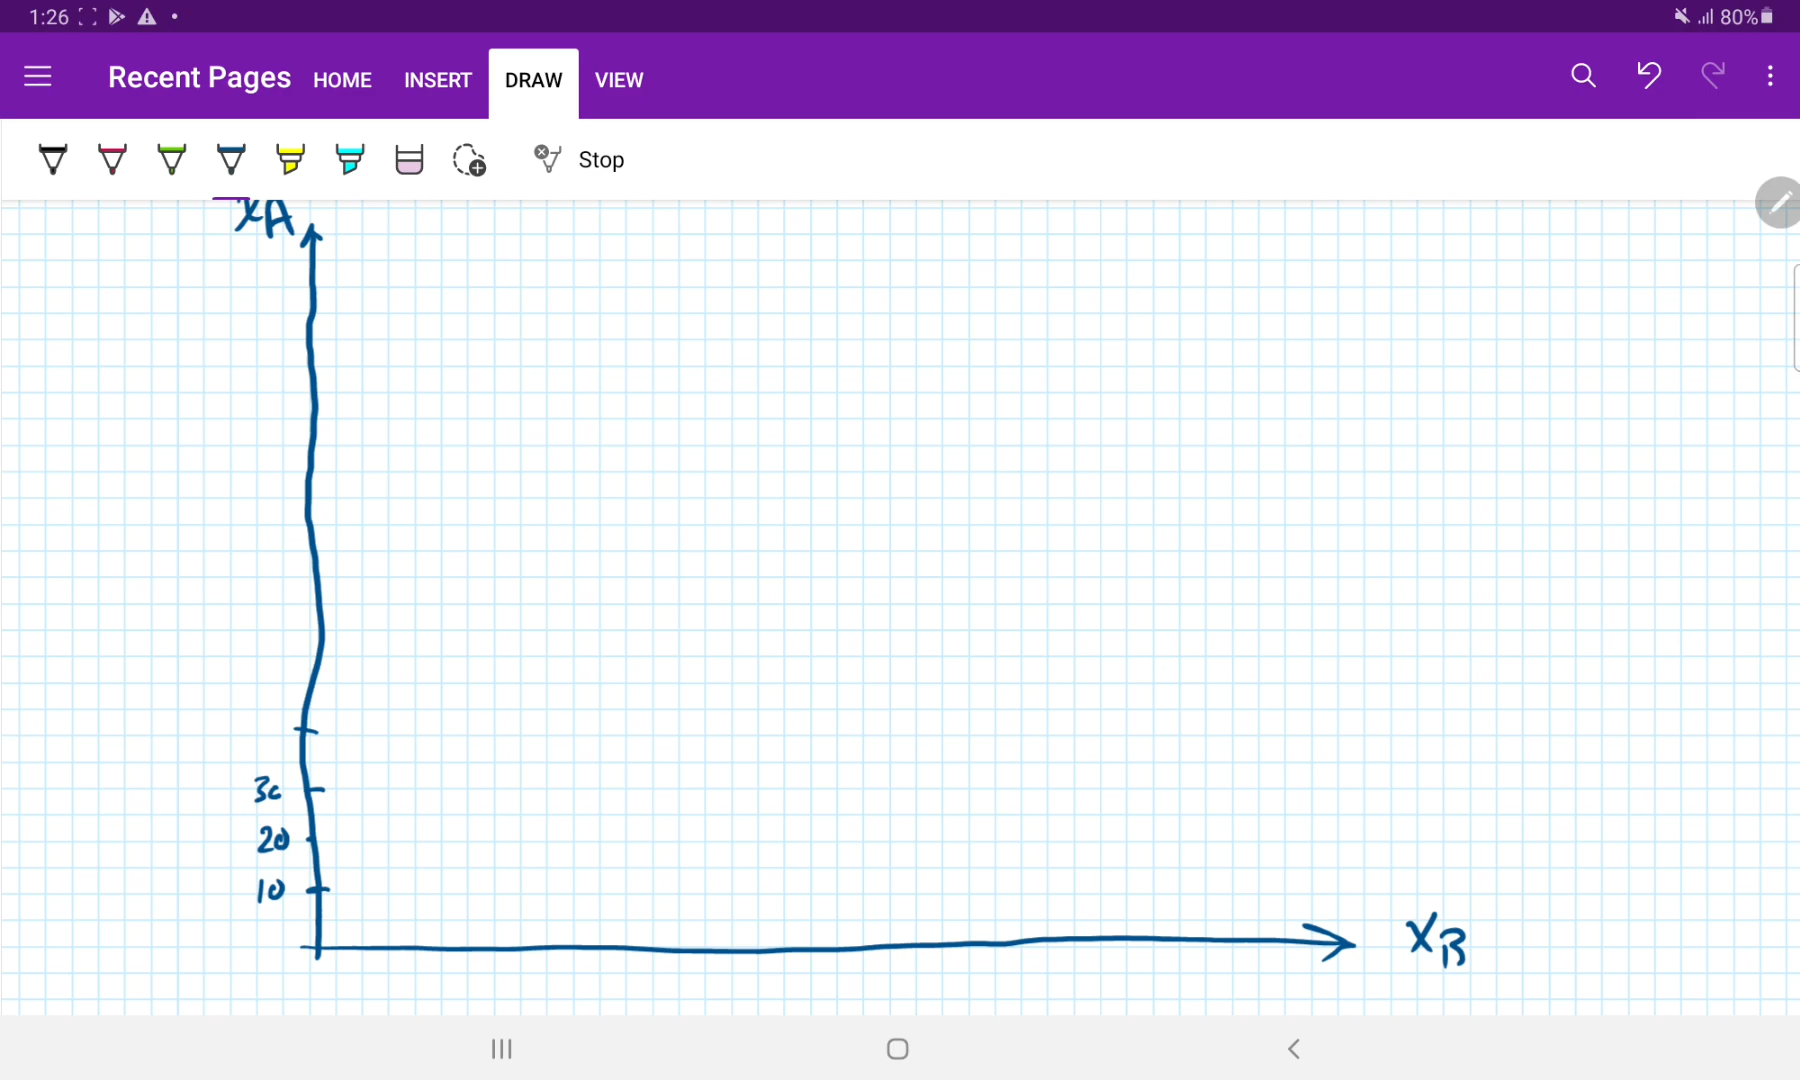 1:26 80%
Recent Pages HOME INSERT DRAW VIEW
Stop
XA
30
20
10
XB